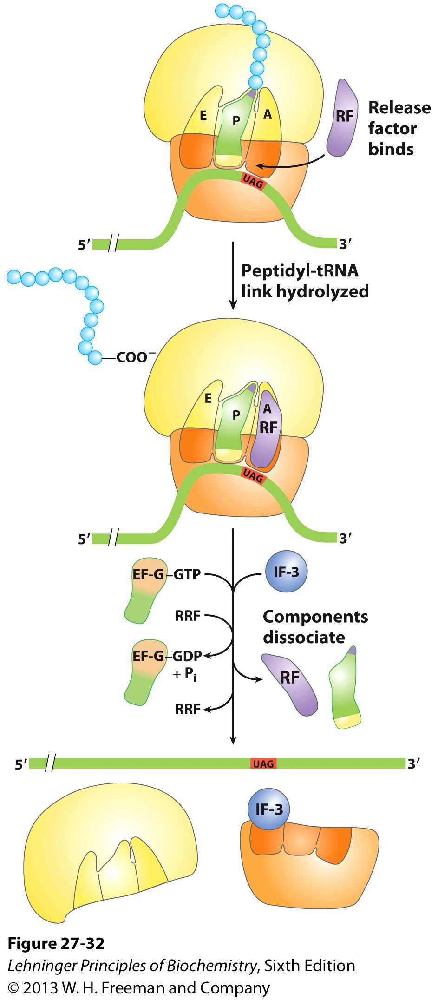 E
P
A
RF
Release
factor
binds
UAG
5′
3′
Peptidyl-tRNA
link hydrolyzed
COO⁻
E
P
A
RF
UAG
5′
3′
EF-G–GTP
IF-3
RRF
Components
dissociate
EF-G–GDP
+ Pi
RF
RRF
5′
UAG
3′
IF-3
Figure 27-32
Lehninger Principles of Biochemistry, Sixth Edition
© 2013 W. H. Freeman and Company